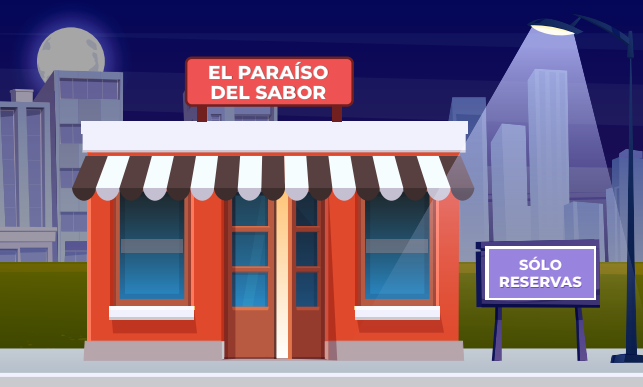 EL PARAÍSO
DEL SABOR
SÓLO
RESERVAS